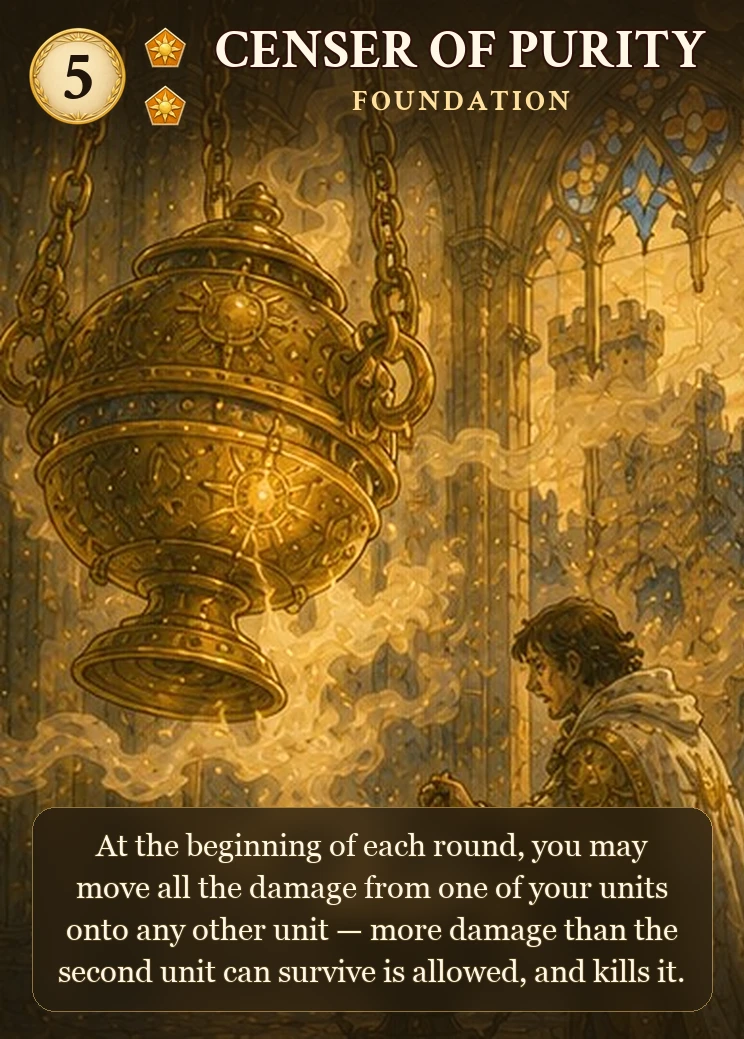 5
CENSER OF PURITY
FOUNDATION
At the beginning of each round, you may
move all the damage from one of your units
onto any other unit — more damage than the
second unit can survive is allowed, and kills it.